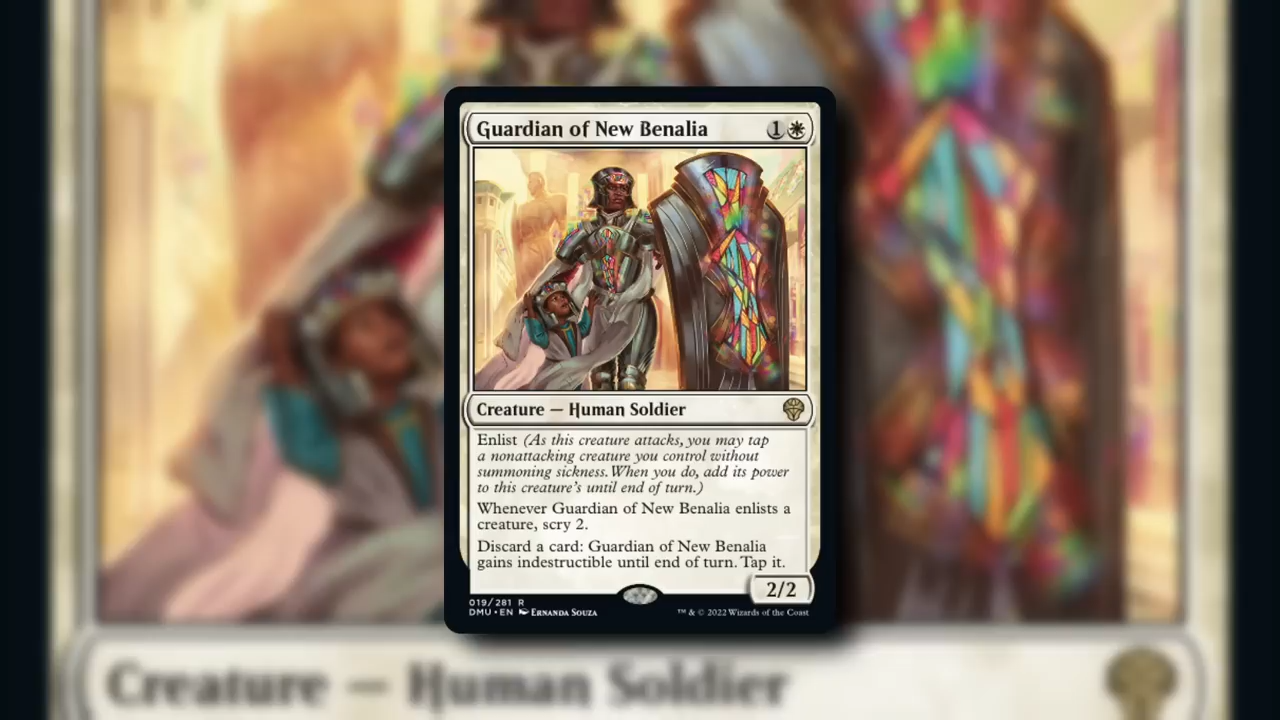 Guardian of New Benalia 1
Creature — Human Soldier
Enlist (As this creature attacks, you may tap
a nonattacking creature you control without
summoning sickness. When you do, add its power
to this creature's until end of turn.)
Whenever Guardian of New Benalia enlists a
creature, scry 2.
Discard a card: Guardian of New Benalia
gains indestructible until end of turn. Tap it.
2/2
019/281 R
DMU • EN Ernanda Souza
™ & © 2022 Wizards of the Coast
Creature — Human Soldier